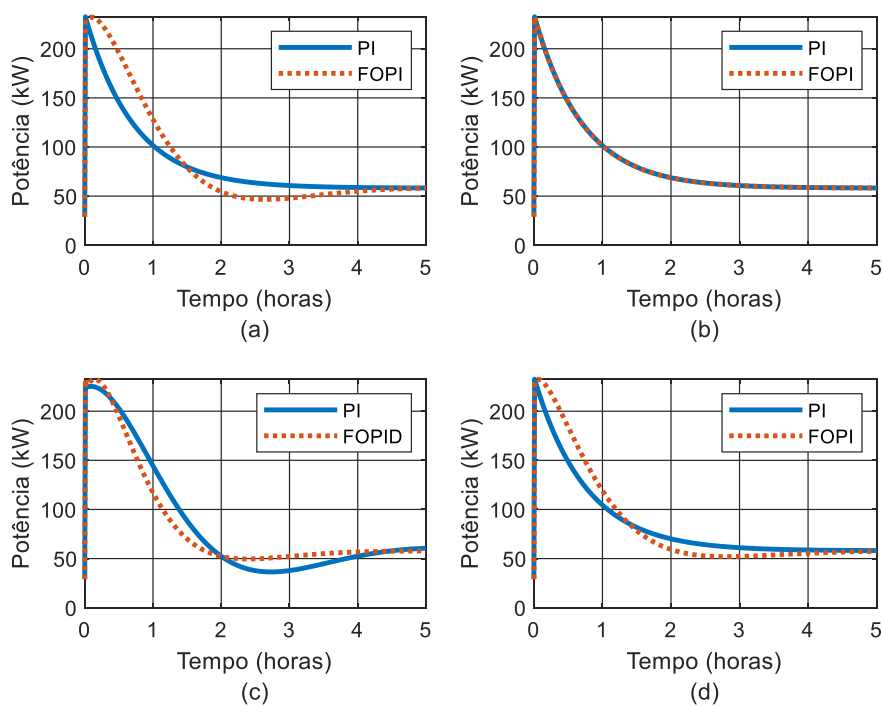 Potência (kW)
200
150
100
50
0
PI
FOPI
0 1 2 3 4 5
Tempo (horas)
(a)
Potência (kW)
200
150
100
50
0
PI
FOPI
0 1 2 3 4 5
Tempo (horas)
(b)
Potência (kW)
200
150
100
50
0
PI
FOPID
0 1 2 3 4 5
Tempo (horas)
(c)
Potência (kW)
200
150
100
50
0
PI
FOPI
0 1 2 3 4 5
Tempo (horas)
(d)